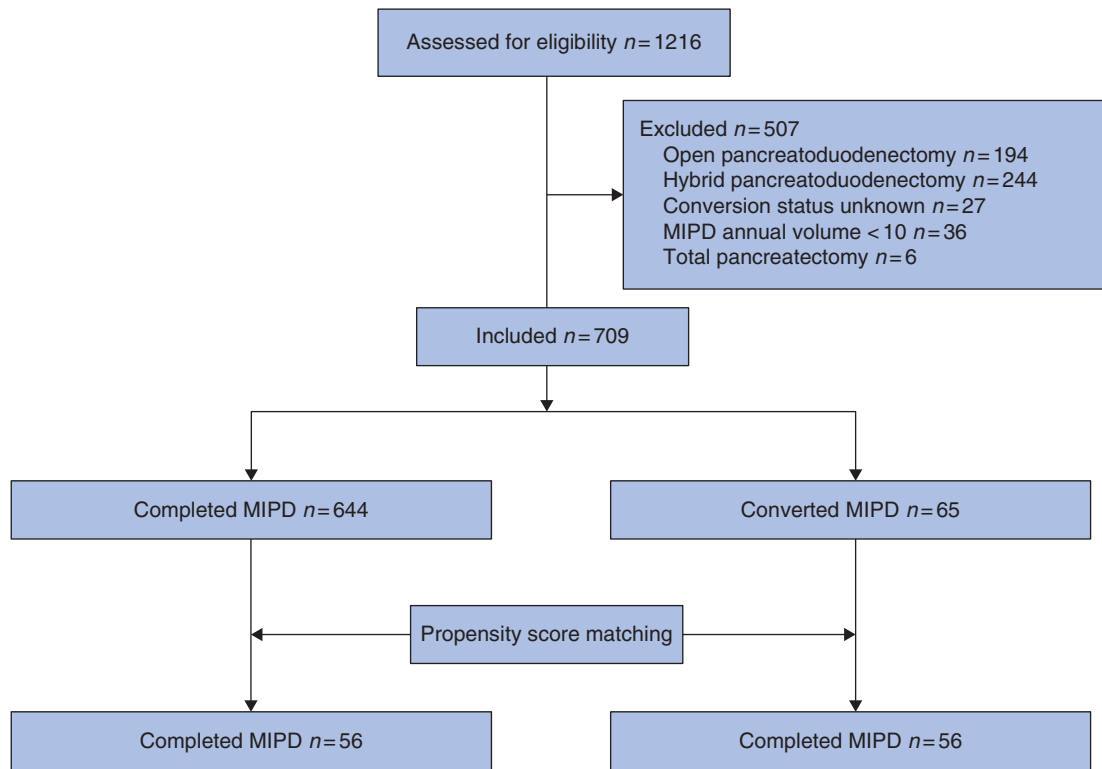 Assessed for eligibility n=1216
Excluded n=507
Open pancreatoduodenectomy n=194
Hybrid pancreatoduodenectomy n=244
Conversion status unknown n=27
MIPD annual volume <10 n=36
Total pancreatectomy n=6
Included n=709
Completed MIPD n=644
Converted MIPD n=65
Propensity score matching
Completed MIPD n=56
Completed MIPD n=56